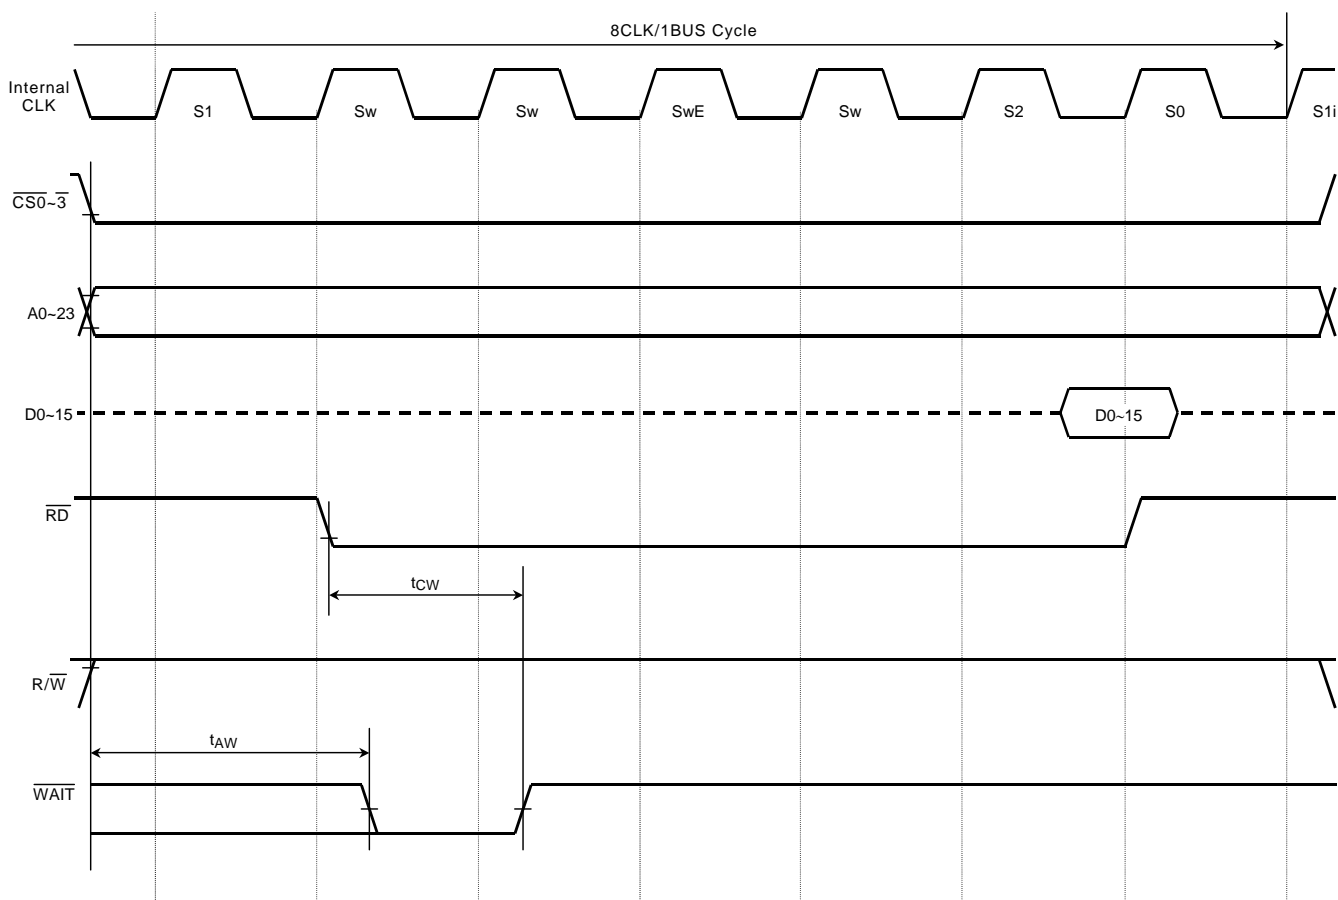 8CLK/1BUS Cycle
Internal
CLK
S1 Sw Sw SwE Sw S2 S0 S1i
CS0~3
A0~23
D0~15
D0~15
RD
tCW
R/W
tAW
WAIT